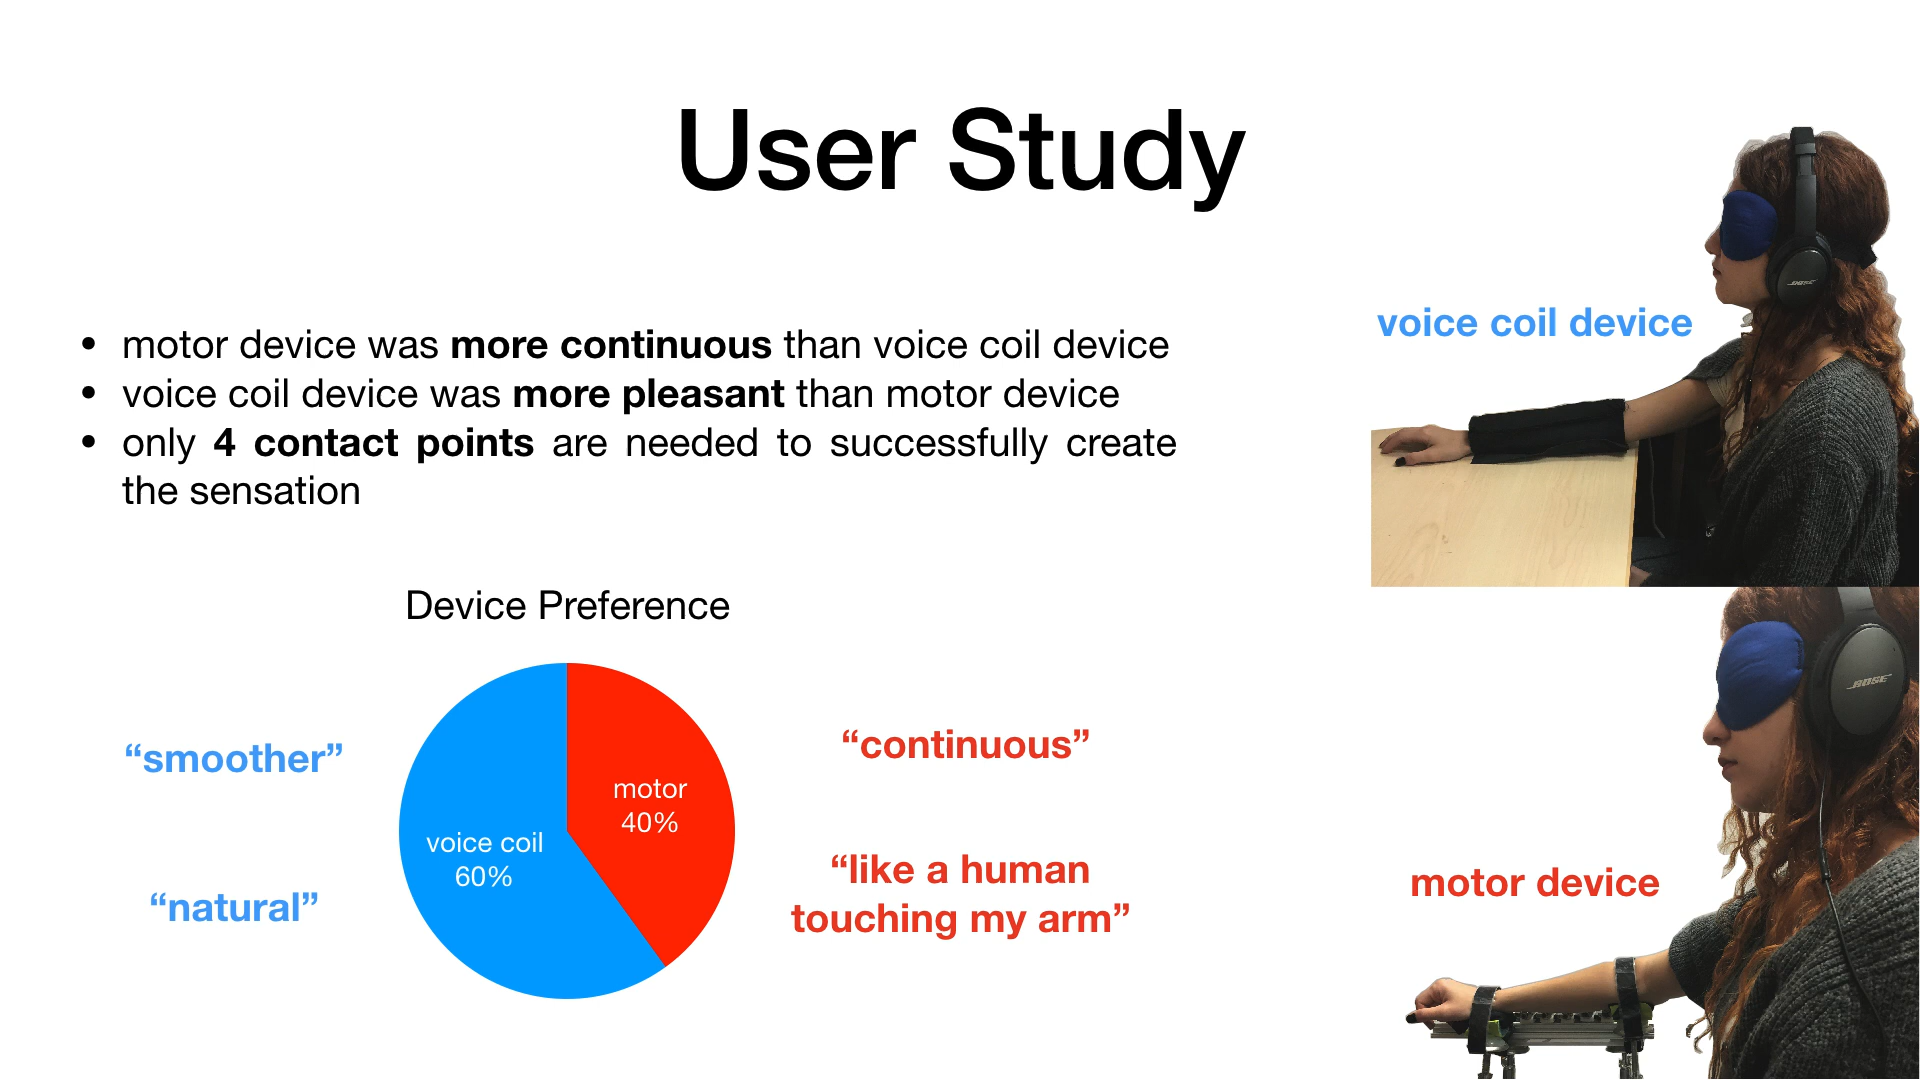 User Study
• motor device was more continuous than voice coil device
• voice coil device was more pleasant than motor device
• only 4 contact points are needed to successfully create
the sensation
Device Preference
“smoother”
“natural”
voice coil
60%
motor
40%
“continuous”
“like a human
touching my arm”
voice coil device
BOSE
BOSE
motor device